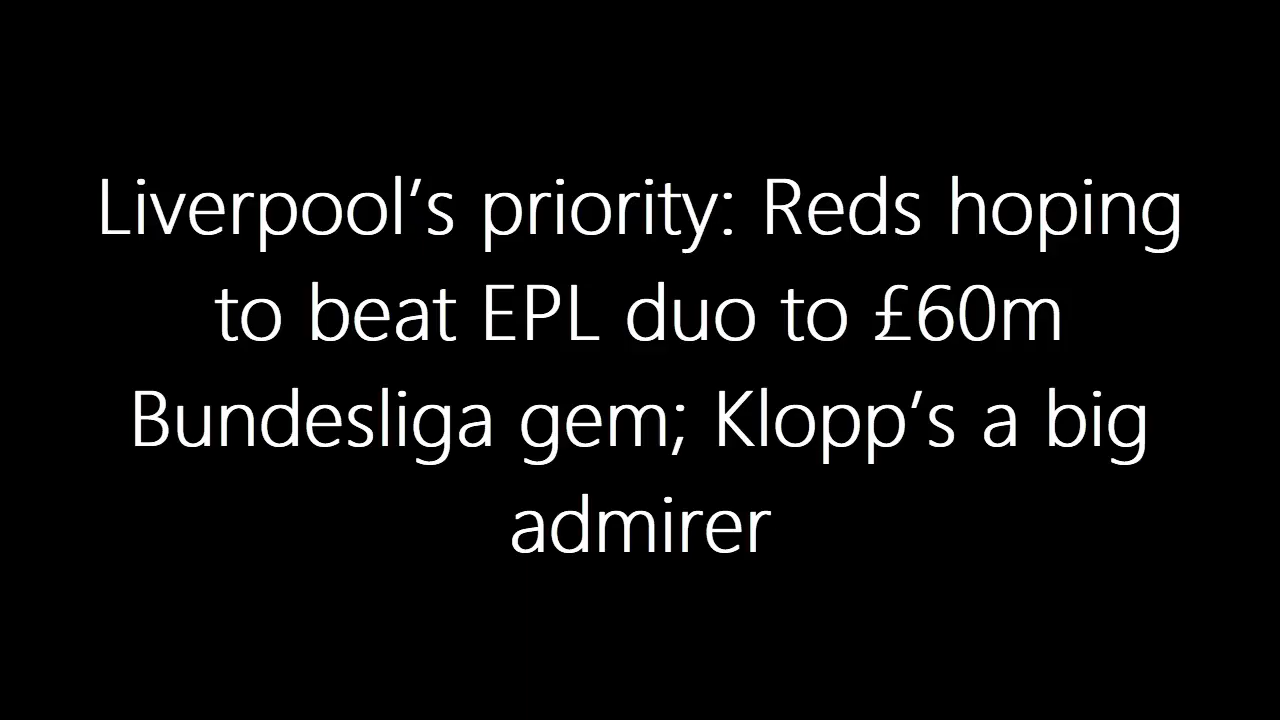 Liverpool’s priority: Reds hoping
to beat EPL duo to £60m
Bundesliga gem; Klopp’s a big
admirer